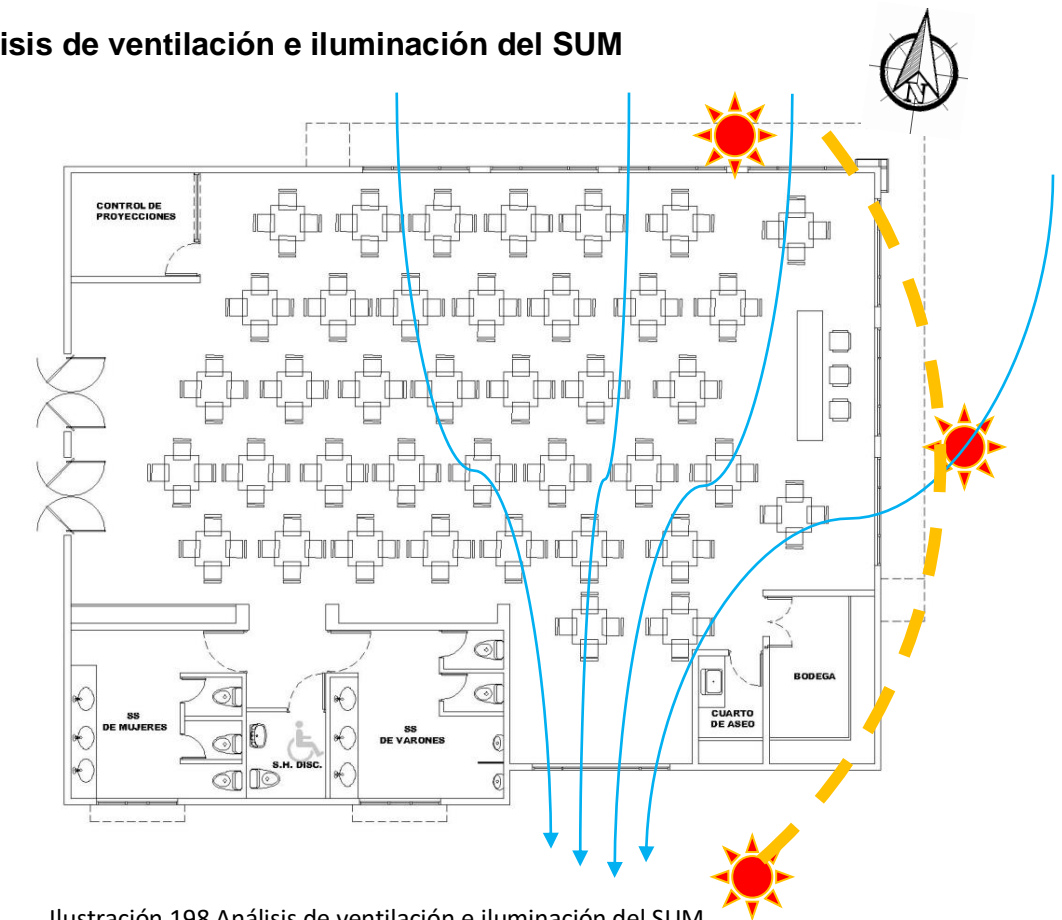 isis de ventilación e iluminación del SUM
N
CONTROL DE
PROYECCIONES
BODEGA
CUARTO
DE ASEO
SS
DE MUJERES
SS
DE VARONES
S.H. DISC.
Ilustración 198 Análisis de ventilación e iluminación del SUM